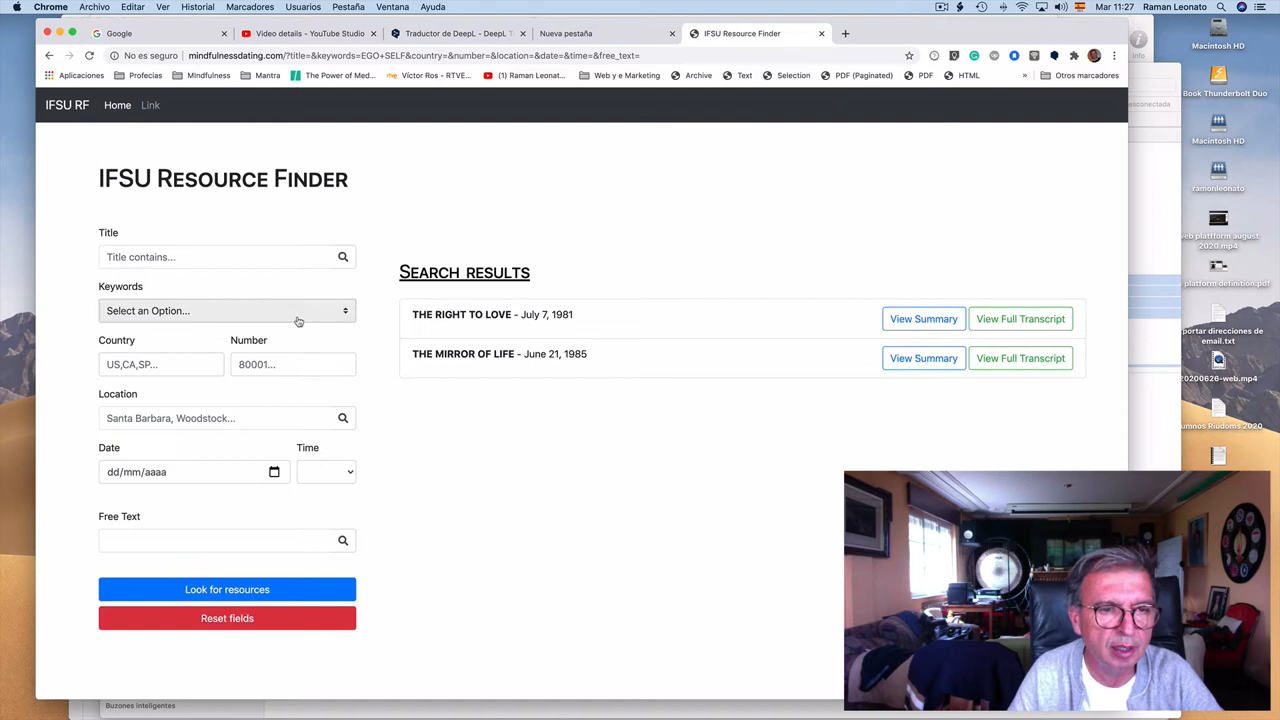 Chrome Archivo Editar Ver Historial Marcadores Usuarios Pestaña Ventana Ayuda Mar 11:27 Raman Leonato
Google Video details - YouTube Studio Traductor de DeepL - DeepL T Nueva pestaña IFSU Resource Finder
No es seguro mindfulnessdating.com/?title=&keywords=EGO+SELF&country=&number=&location=&date=&time=&free_text=
Aplicaciones Profecias MIndfulness Mantra The Power of Med... Víctor Ros - RTVE... (1) Raman Leonat... Web y e Marketing Archive Text Selection PDF (Paginated) PDF HTML » Otros marcadores
IFSU RF Home Link
IFSU Resource Finder
Title
Title contains...
Keywords
Select an Option...
Country Number
US,CA,SP... 80001...
Location
Santa Barbara, Woodstock...
Date Time
dd/mm/aaaa
Free Text
Look for resources
Reset fields
Search results
THE RIGHT TO LOVE - July 7, 1981 View Summary View Full Transcript
THE MIRROR OF LIFE - June 21, 1985 View Summary View Full Transcript
Info
esconectada
Buzones inteligentes
Macintosh HD
Book Thunderbolt Duo
Macintosh HD
ramonleonato
eb plattform august
2020.mp4
platform definition.pdf
portar direcciones de
email.txt
20200626-web.mp4
umnos Riudoms 2020